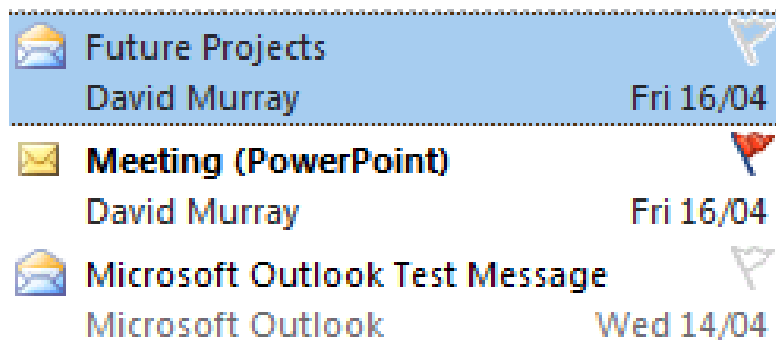 Future Projects
David Murray Fri 16/04
Meeting (PowerPoint)
David Murray Fri 16/04
Microsoft Outlook Test Message
Microsoft Outlook Wed 14/04